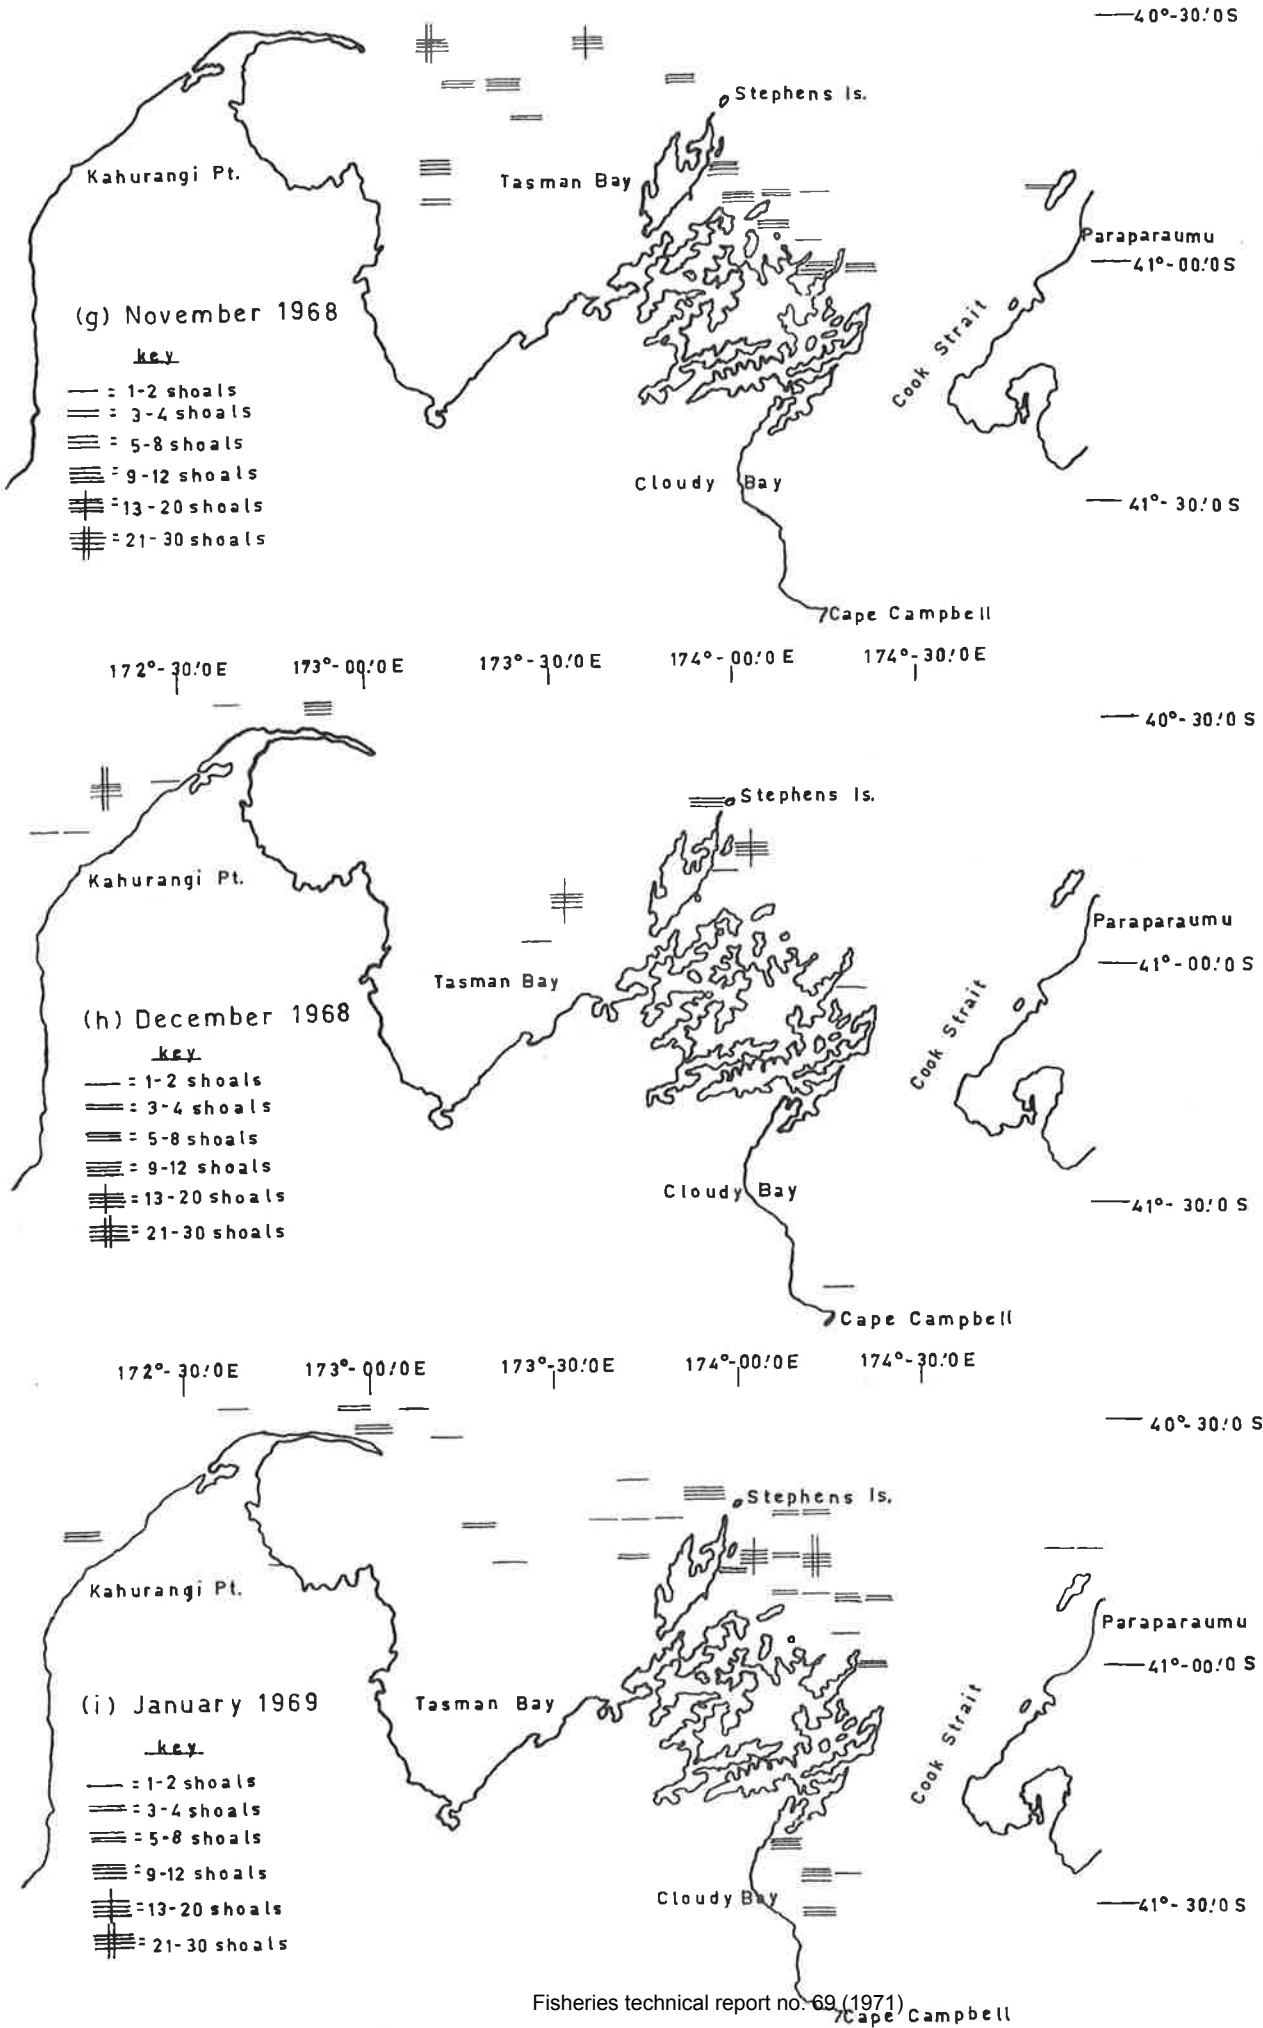 40°-30.'0S
Stephens Is.
Kahurangi Pt.
Tasman Bay
Paraparaumu
41°-00.'0S
(g) November 1968
Cook Strait
key
= 1-2 shoals
= 3-4 shoals
= 5-8 shoals
= 9-12 shoals
= 13-20 shoals
= 21-30 shoals
Cloudy Bay
41°-30.'0 S
Cape Campbell
172°-30.'0E 173°-00.'0E 173°-30.'0E 174°-00.'0E 174°-30.'0E
40°-30.'0 S
Stephens Is.
Kahurangi Pt.
Paraparaumu
41°-00.'0 S
Tasman Bay
(h) December 1968
Cook Strait
key
= 1-2 shoals
= 3-4 shoals
= 5-8 shoals
= 9-12 shoals
= 13-20 shoals
= 21-30 shoals
Cloudy Bay
41°-30.'0 S
Cape Campbell
172°-30.'0E 173°-00.'0E 173°-30.'0E 174°-00.'0E 174°-30.'0E
40°-30.'0 S
Stephens Is.
Kahurangi Pt.
Paraparaumu
41°-00.'0 S
(i) January 1969
Tasman Bay
Cook Strait
key
= 1-2 shoals
= 3-4 shoals
= 5-8 shoals
= 9-12 shoals
= 13-20 shoals
= 21-30 shoals
Cloudy Bay
41°-30.'0 S
Fisheries technical report no. 69 (1971)
Cape Campbell